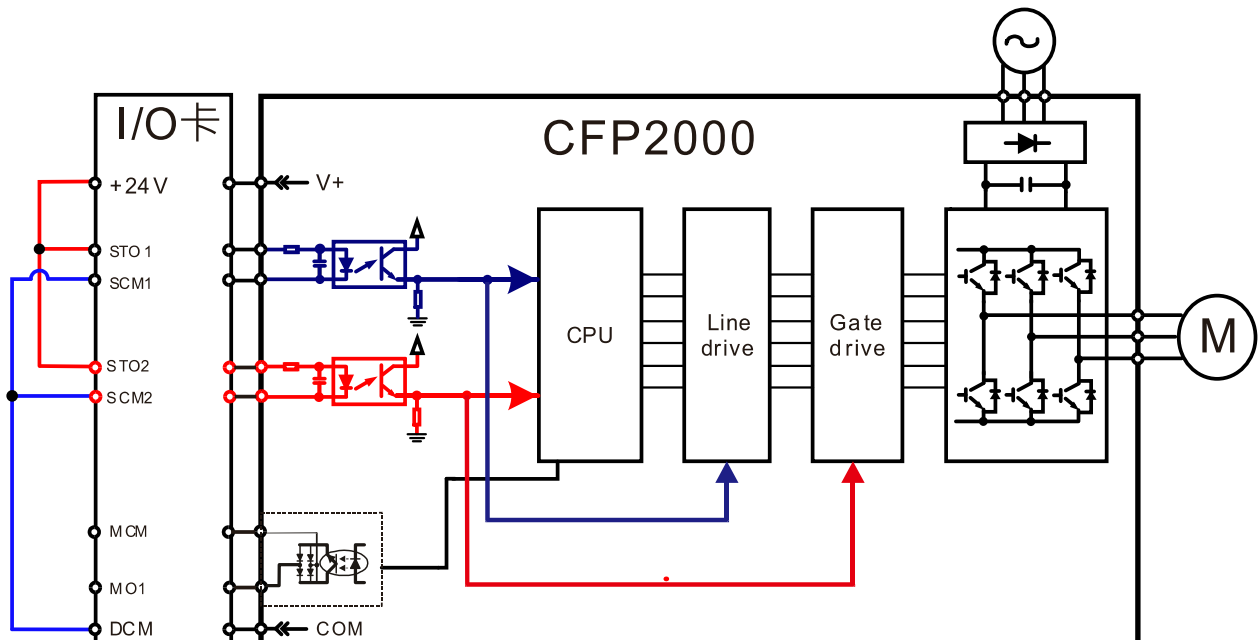 I/O卡
CFP2000
+24V
V+
STO1
SCM1
STO2
SCM2
CPU
Line
drive
Gate
drive
M
MCM
MO1
DCM
COM